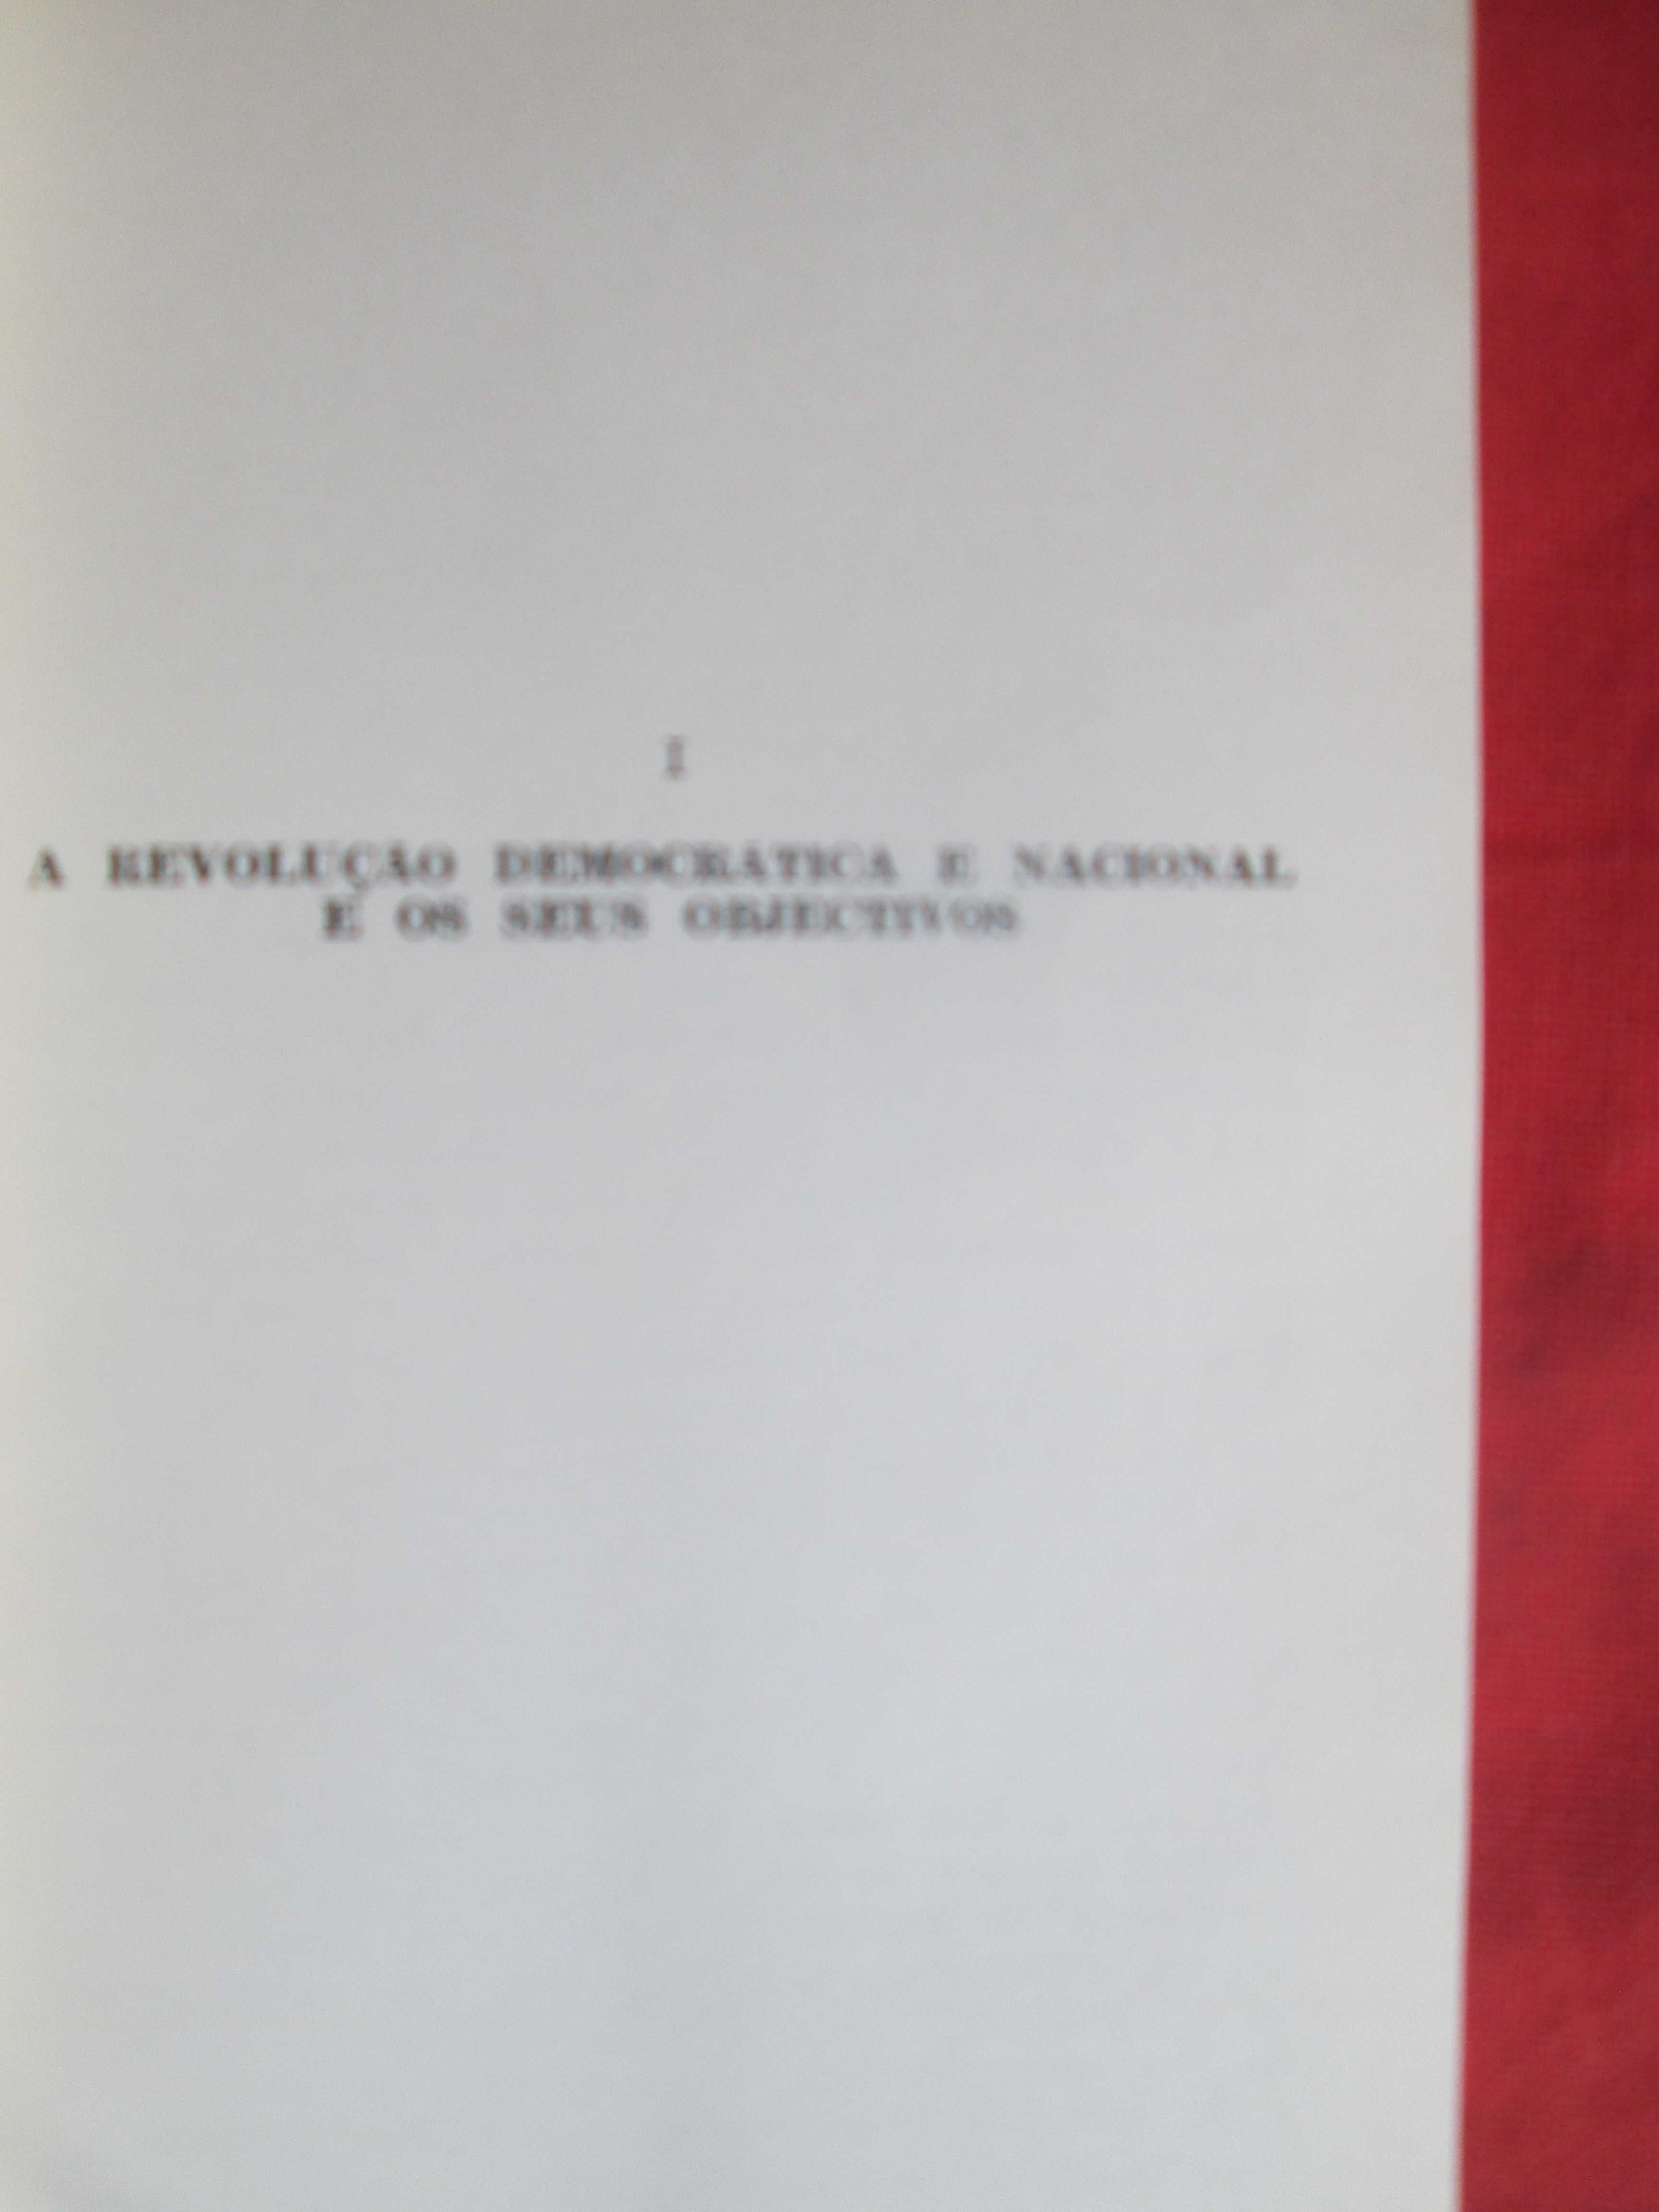 I
A REVOLUÇÃO DEMOCRÁTICA E NACIONAL
E OS SEUS OBJECTIVOS